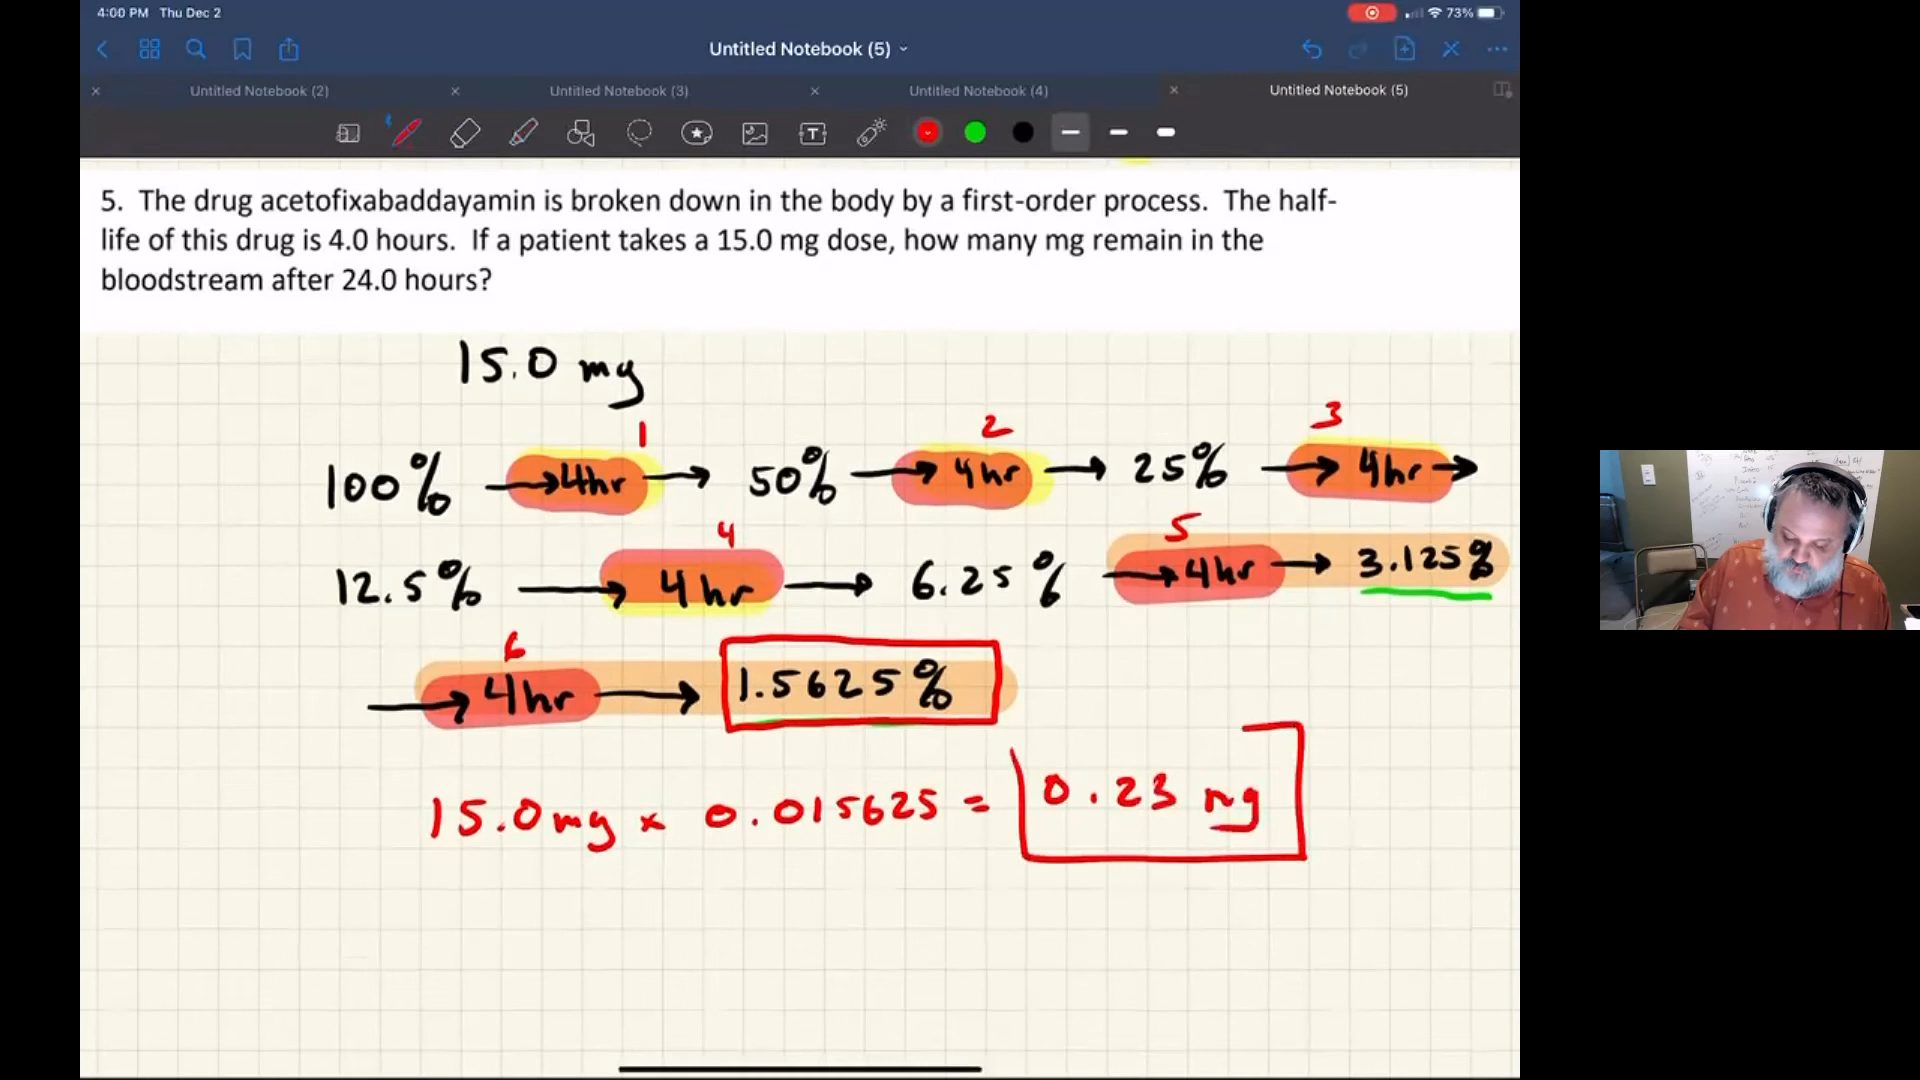 4:00 PM Thu Dec 2
73%
Untitled Notebook (5)
Untitled Notebook (2)
Untitled Notebook (3)
Untitled Notebook (4)
Untitled Notebook (5)
5. The drug acetofixabaddayamin is broken down in the body by a first-order process. The half-
life of this drug is 4.0 hours. If a patient takes a 15.0 mg dose, how many mg remain in the
bloodstream after 24.0 hours?
15.0 mg
1 2 3
100% → 4hr → 50% → 4hr → 25% → 4hr →
4 5
12.5% → 4hr → 6.25% → 4hr → 3.125%
6
→ 4hr → 1.5625%
15.0mg x 0.015625 = 0.23 mg